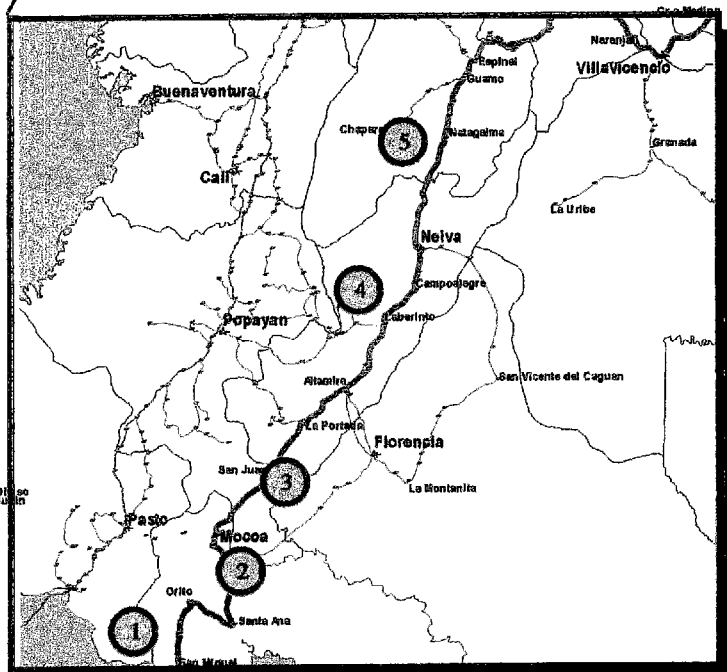 Naranjal
Espinal
VillaVicencio
Guamo
Buenaventura
5
Natagaima
Granada
Cali
La Uribe
Neiva
4
Campoalegre
Laberinto
Popayan
Altamira
San Vicente del Caguan
La Portada
Florencia
San Juan
3
La Montanita
Pasto
Mocoa
2
Orito
1
Santa Ana
San Miguel